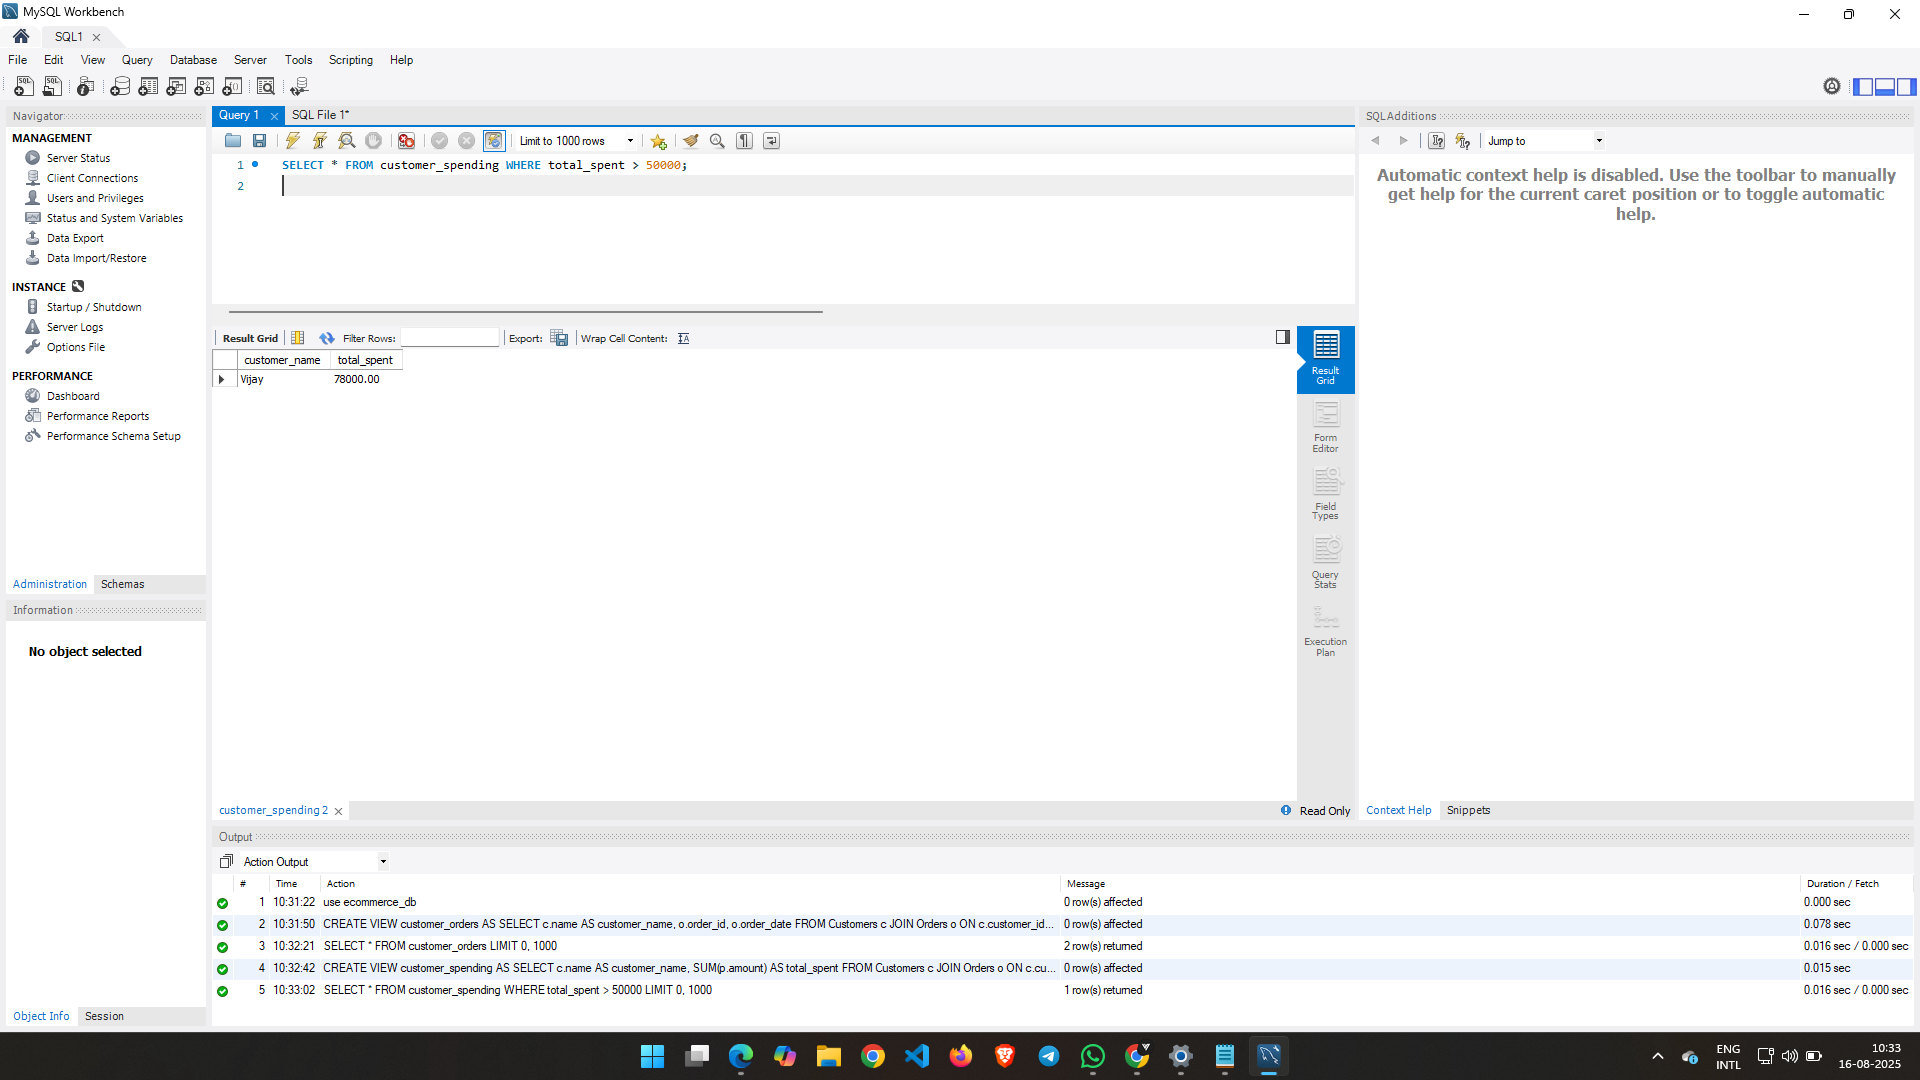 MySQL Workbench
SQL1
File Edit View Query Database Server Tools Scripting Help
Navigator
MANAGEMENT
Server Status
Client Connections
Users and Privileges
Status and System Variables
Data Export
Data Import/Restore
INSTANCE
Startup / Shutdown
Server Logs
Options File
PERFORMANCE
Dashboard
Performance Reports
Performance Schema Setup
Administration Schemas
Information
No object selected
Object Info Session
Query 1 SQL File 1*
Limit to 1000 rows
1 SELECT * FROM customer_spending WHERE total_spent > 50000;
2
Result Grid Filter Rows: Export: Wrap Cell Content:
customer_name total_spent
Vijay 78000.00
Result Grid
Form Editor
Field Types
Query Stats
Execution Plan
customer_spending 2 Read Only
SQLAdditions
Jump to
Automatic context help is disabled. Use the toolbar to manually
get help for the current caret position or to toggle automatic
help.
Context Help Snippets
Output
Action Output
# Time Action Message Duration / Fetch
1 10:31:22 use ecommerce_db 0 row(s) affected 0.000 sec
2 10:31:50 CREATE VIEW customer_orders AS SELECT c.name AS customer_name, o.order_id, o.order_date FROM Customers c JOIN Orders o ON c.customer_id... 0 row(s) affected 0.078 sec
3 10:32:21 SELECT * FROM customer_orders LIMIT 0, 1000 2 row(s) returned 0.016 sec / 0.000 sec
4 10:32:42 CREATE VIEW customer_spending AS SELECT c.name AS customer_name, SUM(p.amount) AS total_spent FROM Customers c JOIN Orders o ON c.cu... 0 row(s) affected 0.015 sec
5 10:33:02 SELECT * FROM customer_spending WHERE total_spent > 50000 LIMIT 0, 1000 1 row(s) returned 0.016 sec / 0.000 sec
ENG
INTL
10:33
16-08-2025